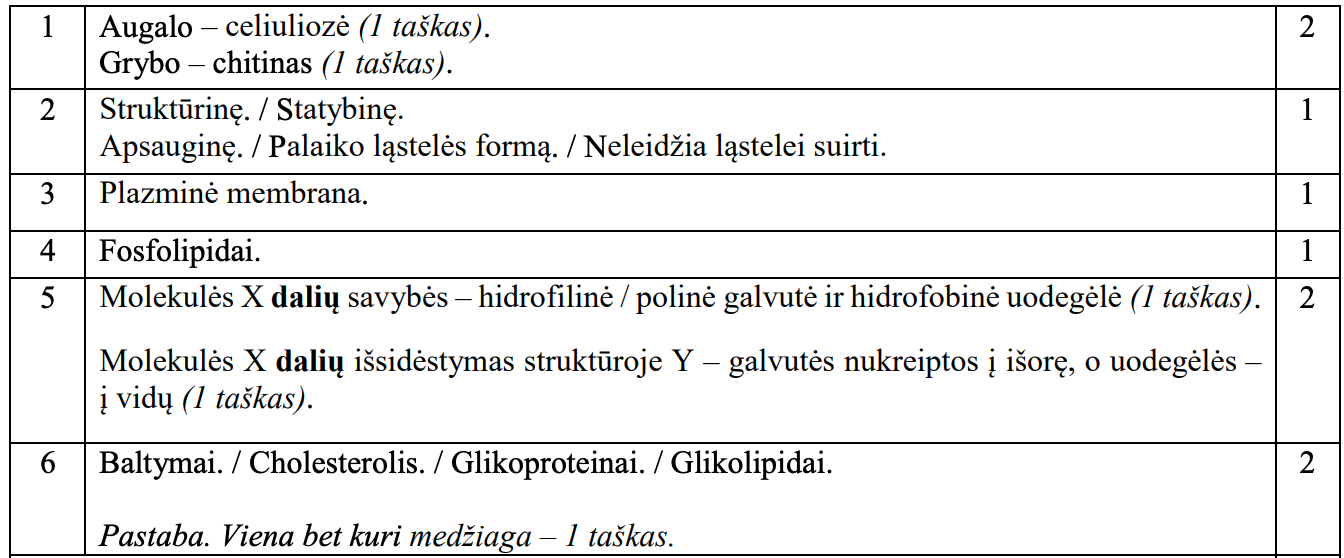 1 Augalo – celiuliozė (1 taškas). 2
Grybo – chitinas (1 taškas).
2 Struktūrinę. / Statybinę. 1
Apsauginę. / Palaiko ląstelės formą. / Neleidžia ląstelei suirti.
3 Plazminė membrana. 1
4 Fosfolipidai. 1
5 Molekulės X dalių savybės – hidrofilinė / polinė galvutė ir hidrofobinė uodegėlė (1 taškas). 2
Molekulės X dalių išsidėstymas struktūroje Y – galvutės nukreiptos į išorę, o uodegėlės –
į vidų (1 taškas).
6 Baltymai. / Cholesterolis. / Glikoproteinai. / Glikolipidai. 2
Pastaba. Viena bet kuri medžiaga – 1 taškas.